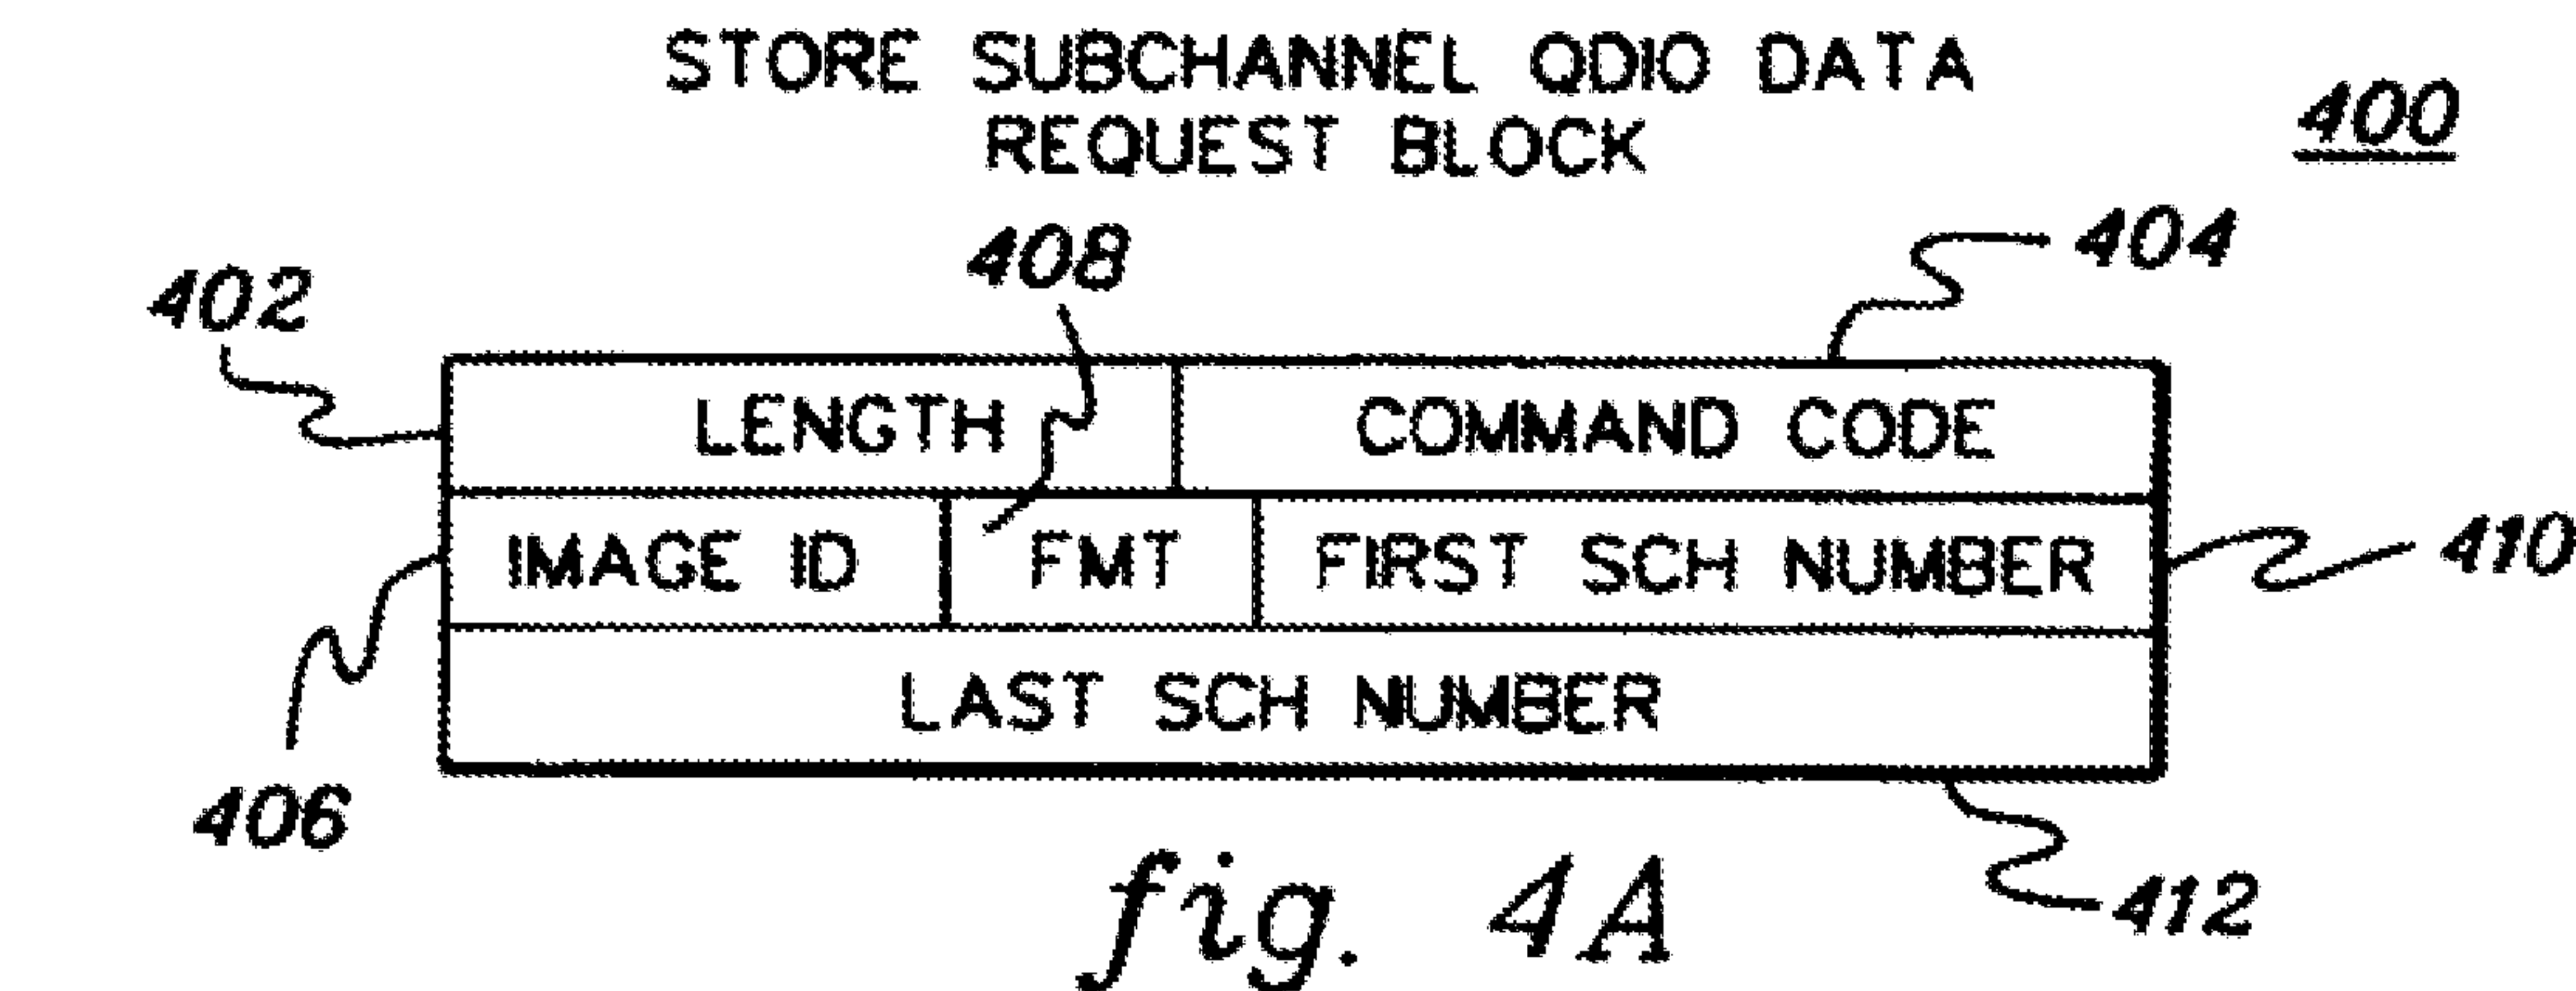 STORE SUBCHANNEL QDIO DATA
REQUEST BLOCK
400
408
404
402
LENGTH
COMMAND CODE
IMAGE ID
FMT
FIRST SCH NUMBER
410
LAST SCH NUMBER
406
412
fig. 4A